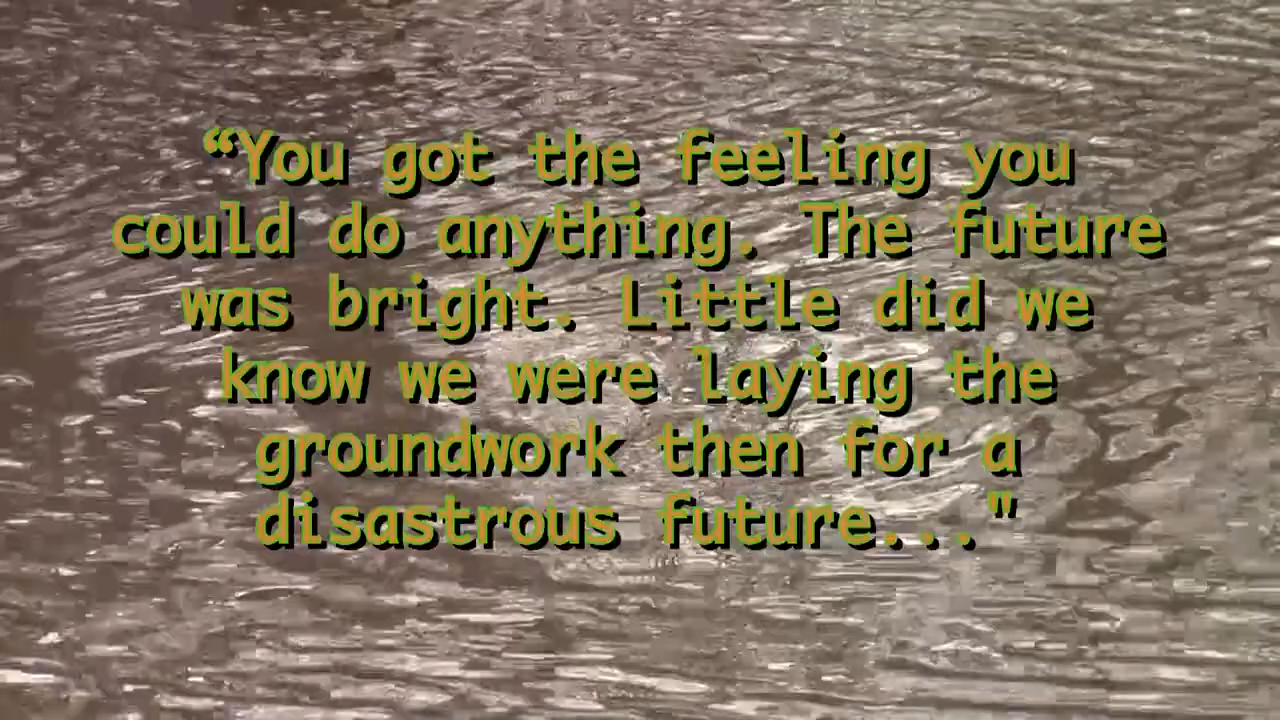 “You got the feeling you
could do anything. The future
was bright. Little did we
know we were laying the
groundwork then for a
disastrous future..."